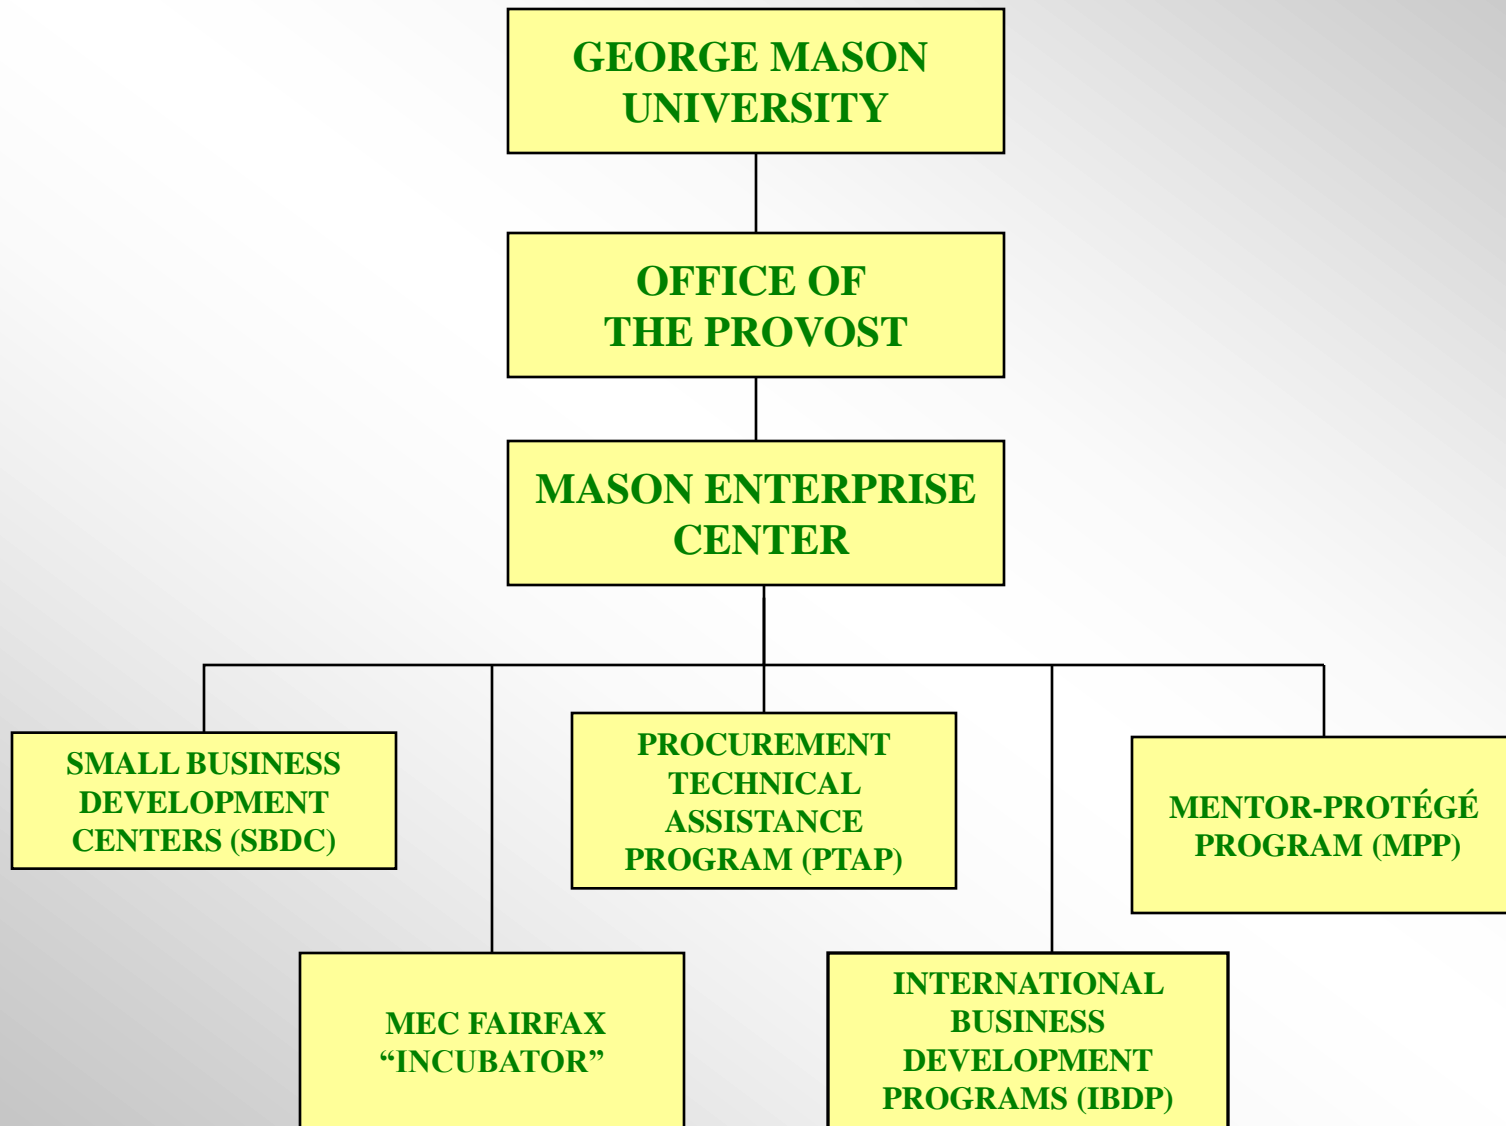 GEORGE MASON
UNIVERSITY
OFFICE OF
THE PROVOST
MASON ENTERPRISE
CENTER
SMALL BUSINESS
DEVELOPMENT
CENTERS (SBDC)
PROCUREMENT
TECHNICAL
ASSISTANCE
PROGRAM (PTAP)
MENTOR-PROTÉGÉ
PROGRAM (MPP)
MEC FAIRFAX
“INCUBATOR”
INTERNATIONAL
BUSINESS
DEVELOPMENT
PROGRAMS (IBDP)